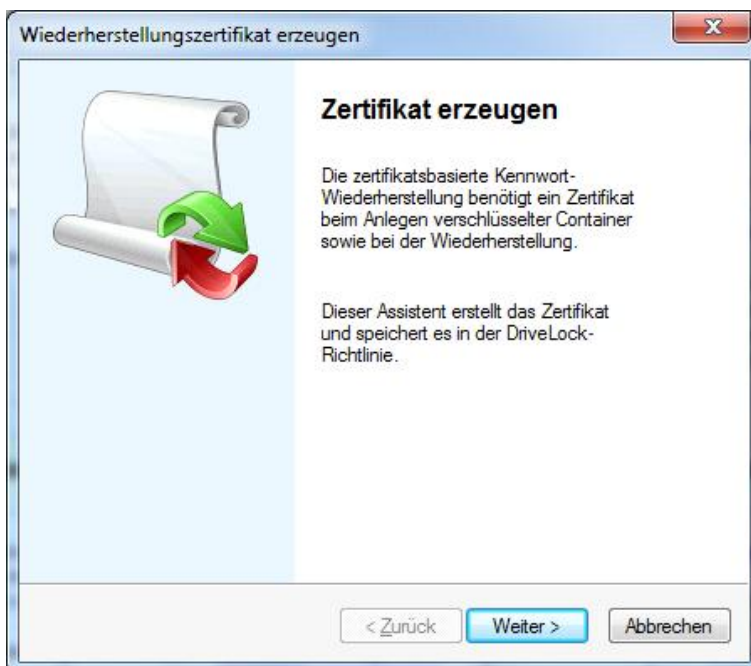 Wiederherstellungszertifikat erzeugen
Zertifikat erzeugen
Die zertifikatsbasierte Kennwort-
Wiederherstellung benötigt ein Zertifikat
beim Anlegen verschlüsselter Container
sowie bei der Wiederherstellung.
Dieser Assistent erstellt das Zertifikat
und speichert es in der DriveLock-
Richtlinie.
< Zurück
Weiter >
Abbrechen